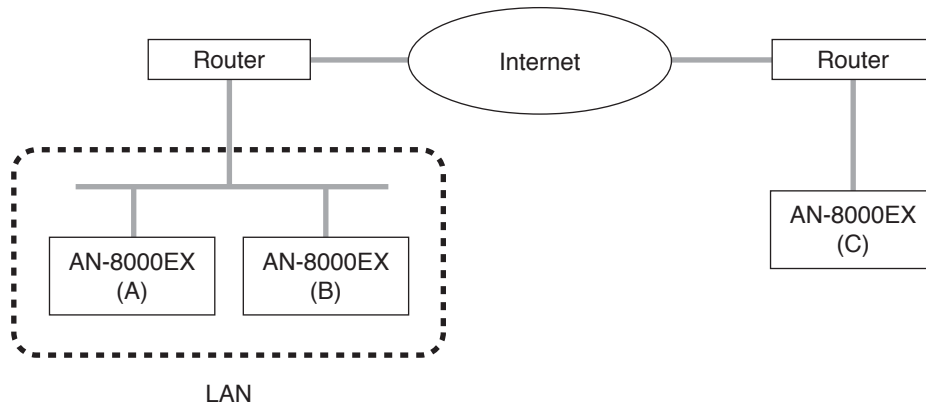 Router
Internet
Router
AN-8000EX
(A)
AN-8000EX
(B)
AN-8000EX
(C)
LAN